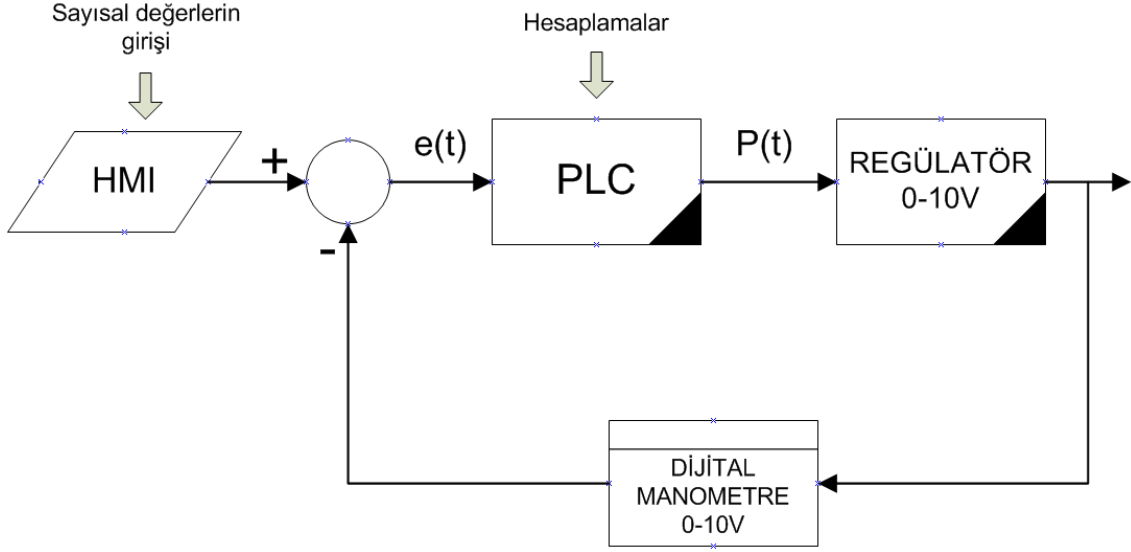 Sayısal değerlerin
girişi
Hesaplamalar
HMI
+
-
e(t)
PLC
P(t)
REGÜLATÖR
0-10V
DİJİTAL
MANOMETRE
0-10V